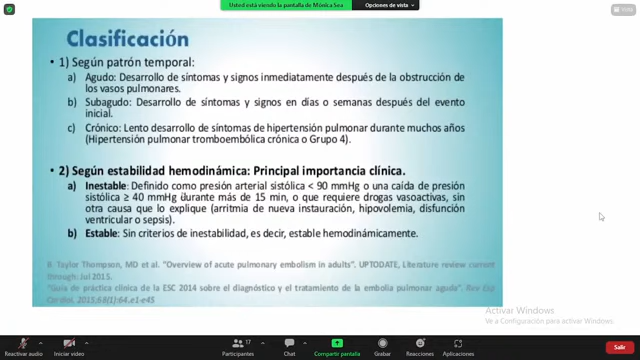 Usted está viendo la pantalla de Mónica Sea
Opciones de vista
Vista
Clasificación
• 1) Según patrón temporal:
a) Agudo: Desarrollo de síntomas y signos inmediatamente después de la obstrucción de
los vasos pulmonares.
b) Subagudo: Desarrollo de síntomas y signos en días o semanas después del evento
inicial.
c) Crónico: Lento desarrollo de síntomas de hipertensión pulmonar durante muchos años
(Hipertensión pulmonar tromboembólica crónica o Grupo 4).
• 2) Según estabilidad hemodinámica: Principal importancia clínica.
a) Inestable: Definido como presión arterial sistólica < 90 mmHg o una caída de presión
sistólica ≥ 40 mmHg durante más de 15 min, o que requiere drogas vasoactivas, sin
otra causa que lo explique (arritmia de nueva instauración, hipovolemia, disfunción
ventricular o sepsis).
b) Estable: Sin criterios de inestabilidad, es decir, estable hemodinámicamente.
B. Taylor Thompson, MD et al. "Overview of acute pulmonary embolism in adults". UPTODATE, Literature review current
through: Jul 2015.
"Guía de práctica clínica de la ESC 2014 sobre el diagnóstico y el tratamiento de la embolia pulmonar aguda". Rev Esp
Cardiol. 2015;68(1):64.e1-e45
Activar Windows
Ve a Configuración para activar Windows.
Reactivar audio
Iniciar video
17
Participantes
Chat
Compartir pantalla
Grabar
Reacciones
Aplicaciones
Salir